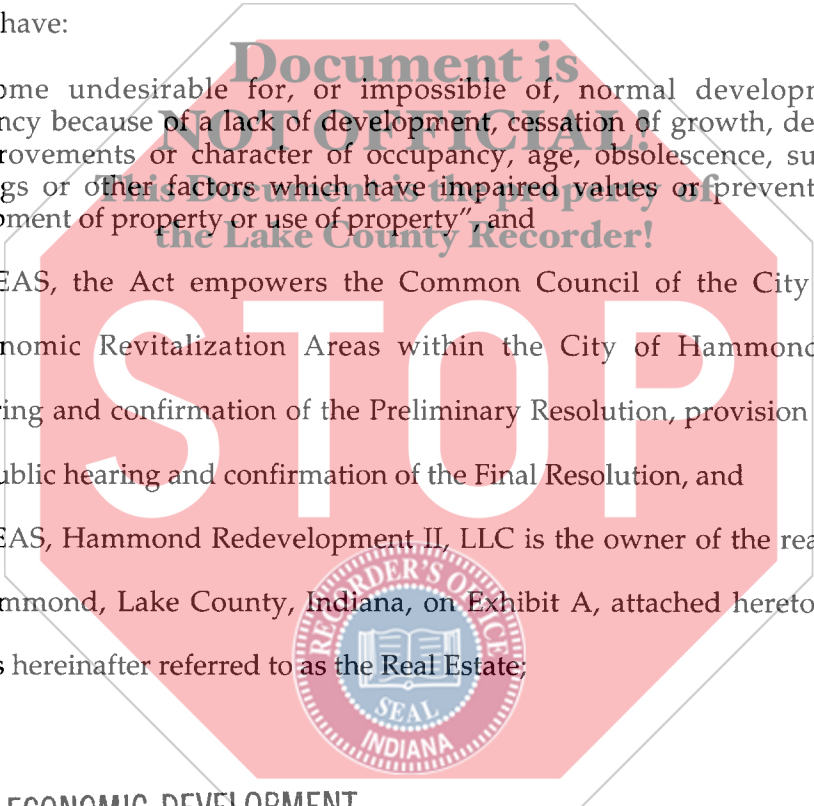 have:
Document is
NOT OFFICIAL!
This Document is the property of
the Lake County Recorder!
ome undesirable for, or impossible of, normal developr
ncy because of a lack of development, cessation of growth, de
rovements or character of occupancy, age, obsolescence, su
gs or other factors which have impaired values or prevent
ment of property or use of property", and
EAS, the Act empowers the Common Council of the City
nomic Revitalization Areas within the City of Hammond
ring and confirmation of the Preliminary Resolution, provision
ublic hearing and confirmation of the Final Resolution, and
EAS, Hammond Redevelopment II, LLC is the owner of the rea
mmond, Lake County, Indiana, on Exhibit A, attached hereto
s hereinafter referred to as the Real Estate;
STOP
RECORDER'S OFFICE
SEAL
INDIANA
ECONOMIC DEVELOPMENT